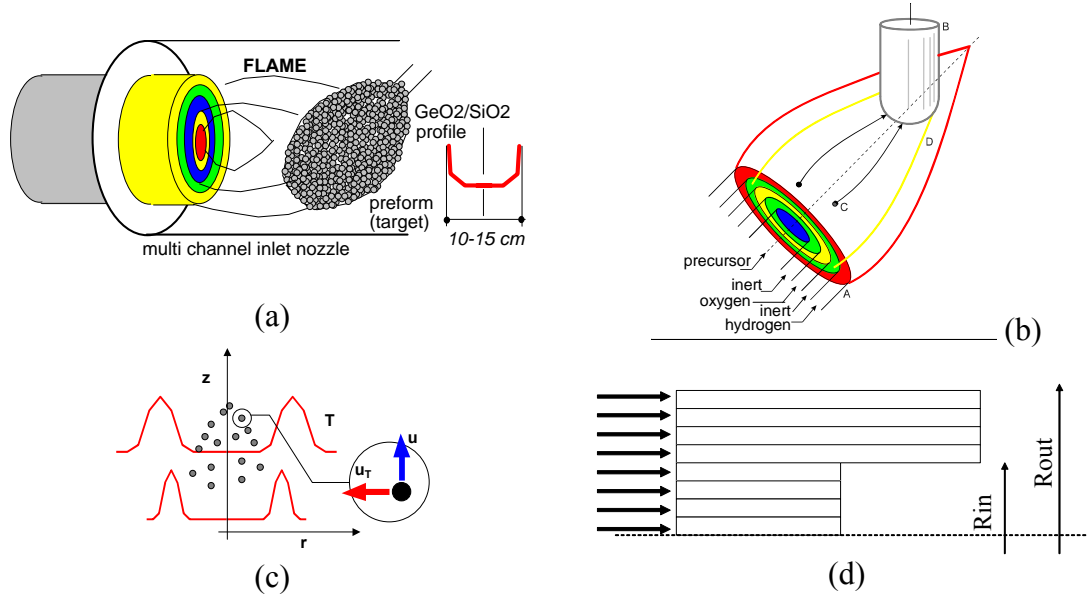 FLAME
GeO2/SiO2
profile
preform
(target)
10-15 cm
multi channel inlet nozzle
(a)
B
D
C
precursor
inert
oxygen
inert
hydrogen
A
(b)
z
T
u
uT
r
(c)
Rin
Rout
(d)